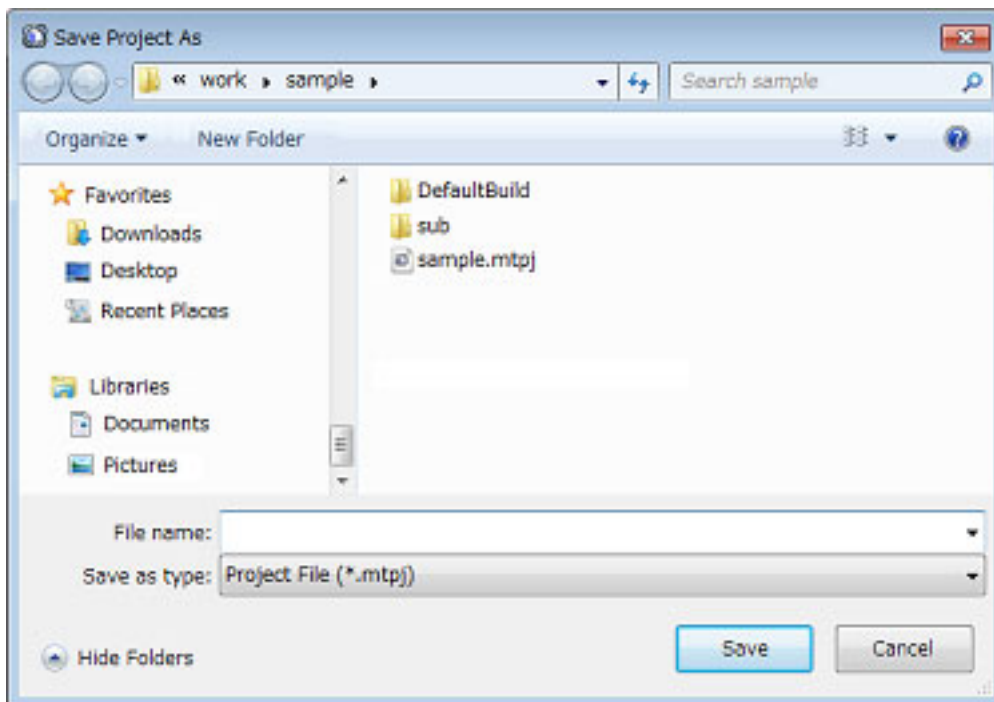 Save Project As
« work ▸ sample ▸
Search sample
Organize ▾ New Folder
Favorites
Downloads
Desktop
Recent Places
Libraries
Documents
Pictures
DefaultBuild
sub
sample.mtpj
File name:
Save as type: Project File (*.mtpj)
Hide Folders
Save
Cancel